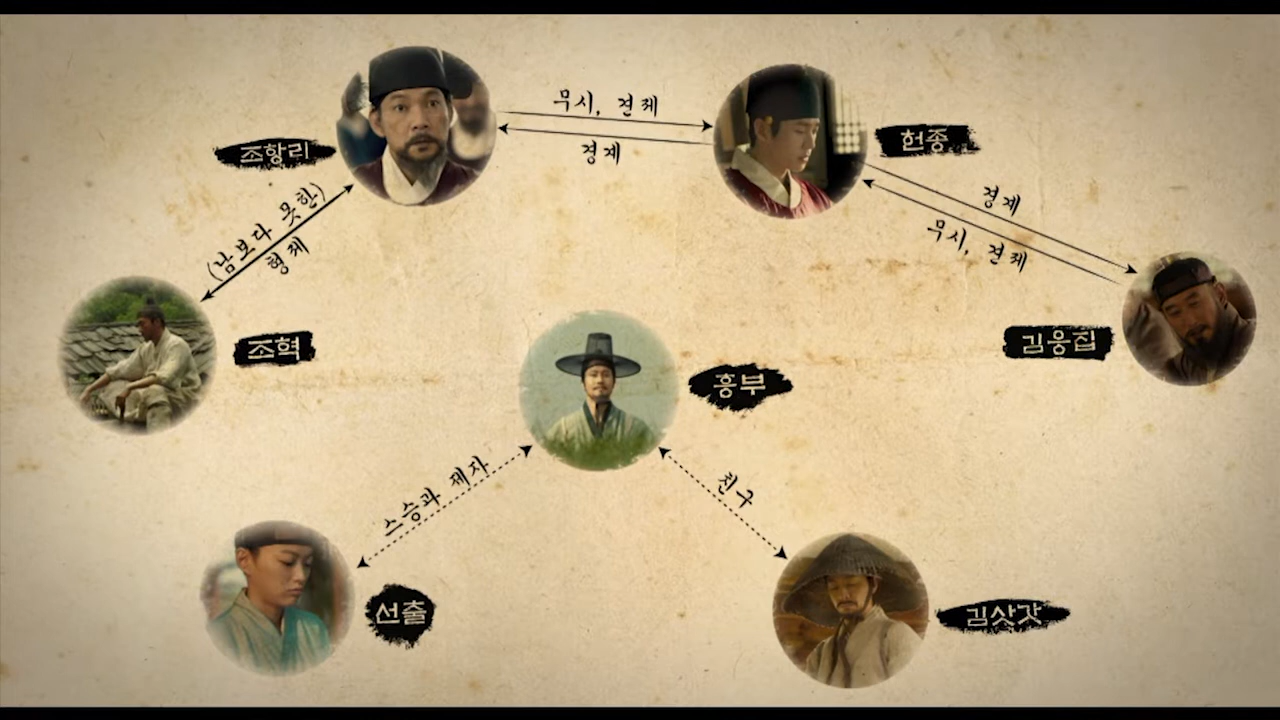 무시, 견제
조항리
경계
헌종
(남보다 못한)
형제
경계
무시, 견제
조혁
김응집
흥부
스승과 제자
친구
선출
김삿갓